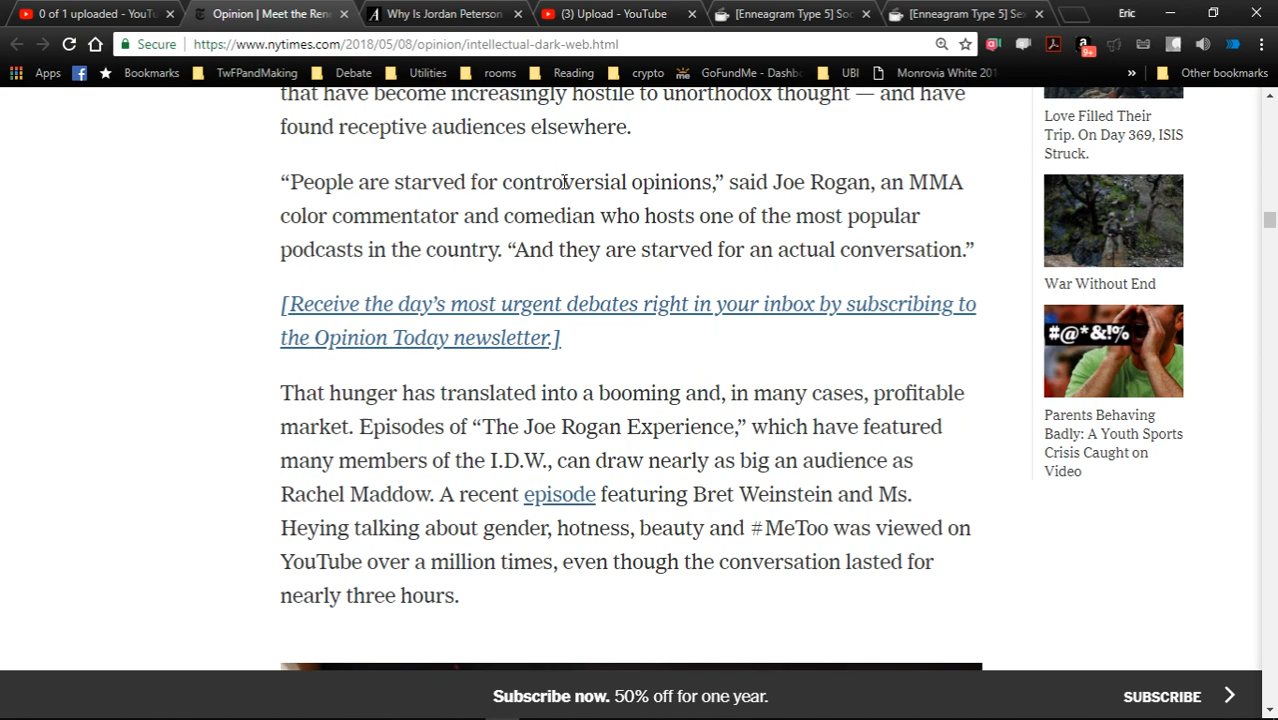 0 of 1 uploaded - YouTu
Opinion | Meet the Ren
Why Is Jordan Peterson
(3) Upload - YouTube
[Enneagram Type 5] Soc
[Enneagram Type 5] Sex
Eric
Secure
https://www.nytimes.com/2018/05/08/opinion/intellectual-dark-web.html
9+
Apps
Bookmarks
TwFPandMaking
Debate
Utilities
rooms
Reading
crypto
me
GoFundMe - Dashbo
UBI
Monrovia White 201
»
Other bookmarks
that have become increasingly hostile to unorthodox thought — and have
found receptive audiences elsewhere.
“People are starved for controversial opinions,” said Joe Rogan, an MMA
color commentator and comedian who hosts one of the most popular
podcasts in the country. “And they are starved for an actual conversation.”
[Receive the day’s most urgent debates right in your inbox by subscribing to
the Opinion Today newsletter.]
That hunger has translated into a booming and, in many cases, profitable
market. Episodes of “The Joe Rogan Experience,” which have featured
many members of the I.D.W., can draw nearly as big an audience as
Rachel Maddow. A recent episode featuring Bret Weinstein and Ms.
Heying talking about gender, hotness, beauty and #MeToo was viewed on
YouTube over a million times, even though the conversation lasted for
nearly three hours.
Love Filled Their
Trip. On Day 369, ISIS
Struck.
War Without End
#@*&!%
Parents Behaving
Badly: A Youth Sports
Crisis Caught on
Video
Subscribe now. 50% off for one year.
SUBSCRIBE